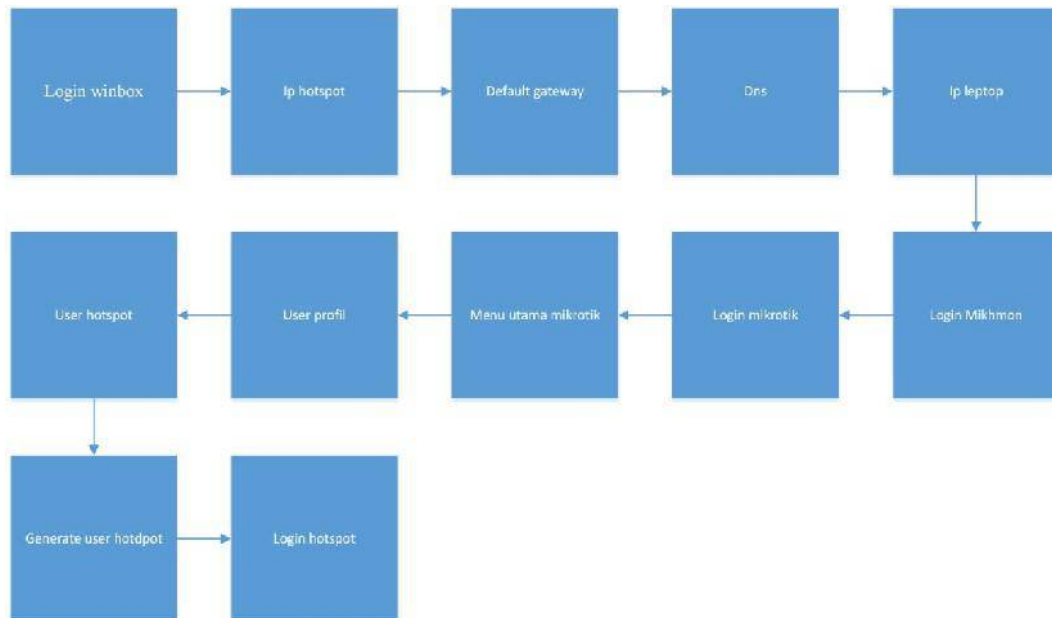 Login winbox
Ip hotspot
Default gateway
Dns
Ip leptop
Login Mikhmon
Login mikrotik
Menu utama mikrotik
User profil
User hotspot
Generate user hotdpot
Login hotspot